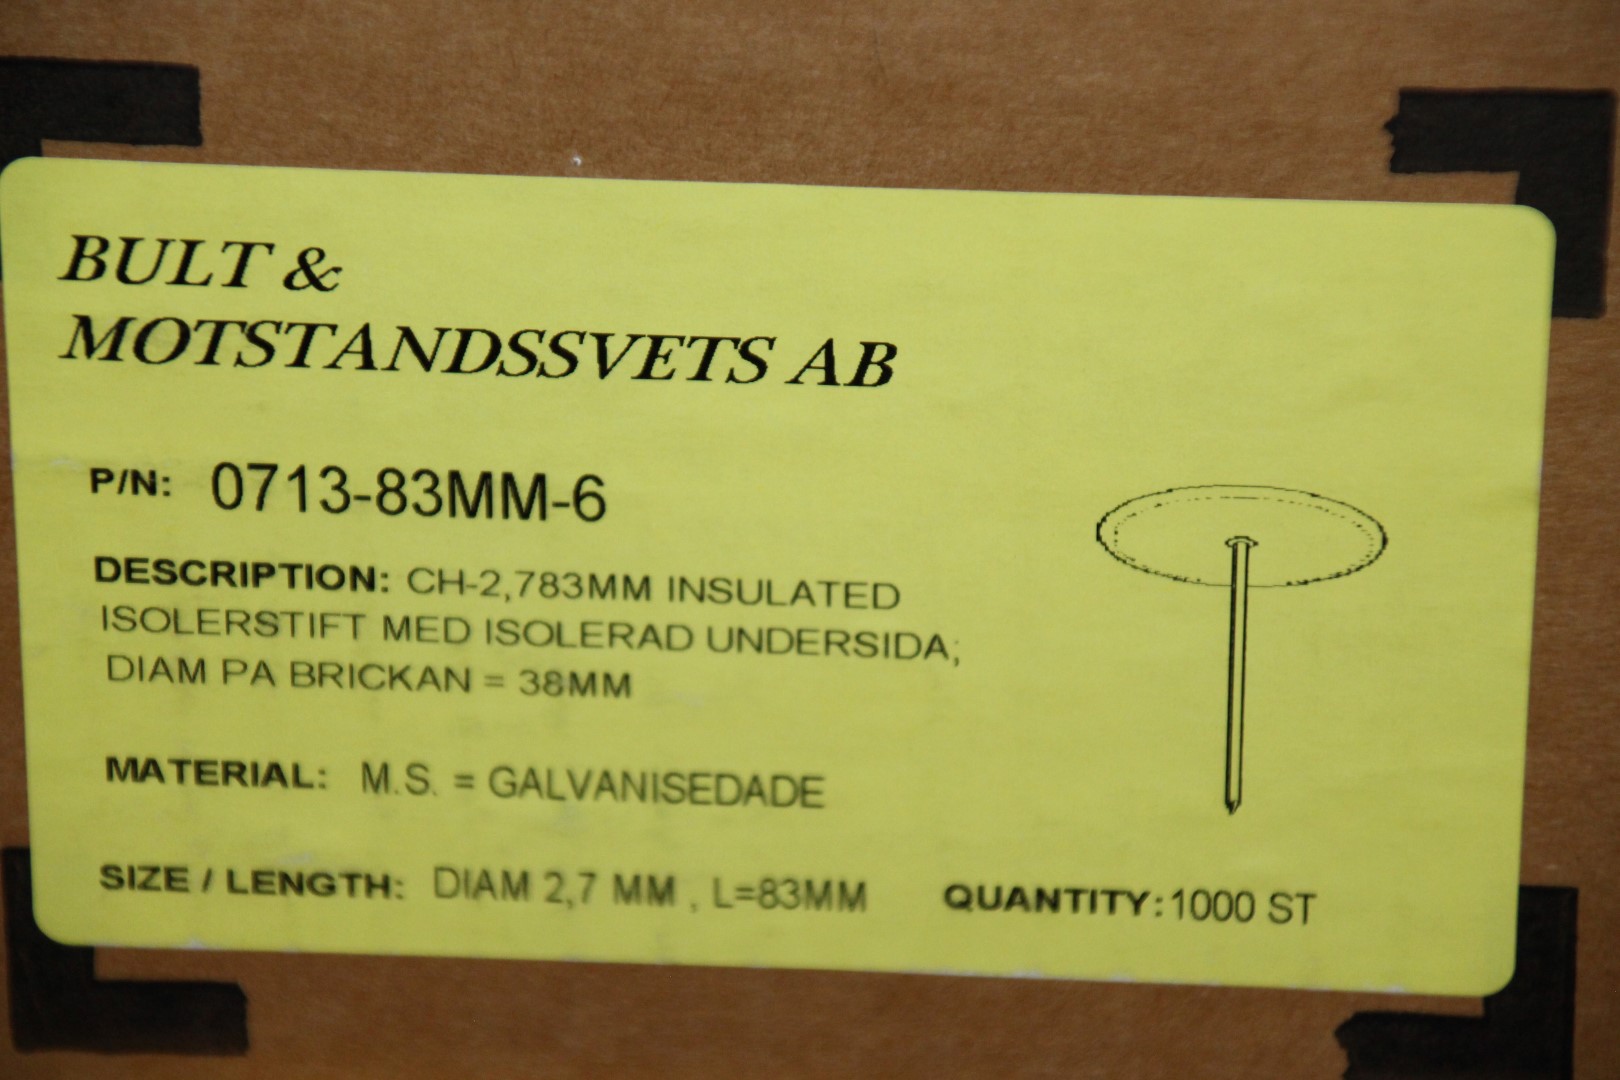 BULT &
MOTSTANDSSVETS AB
P/N: 0713-83MM-6
DESCRIPTION: CH-2,783MM INSULATED
ISOLERSTIFT MED ISOLERAD UNDERSIDA;
DIAM PA BRICKAN = 38MM
MATERIAL: M.S. = GALVANISEDADE
SIZE / LENGTH: DIAM 2,7 MM , L=83MM QUANTITY: 1000 ST